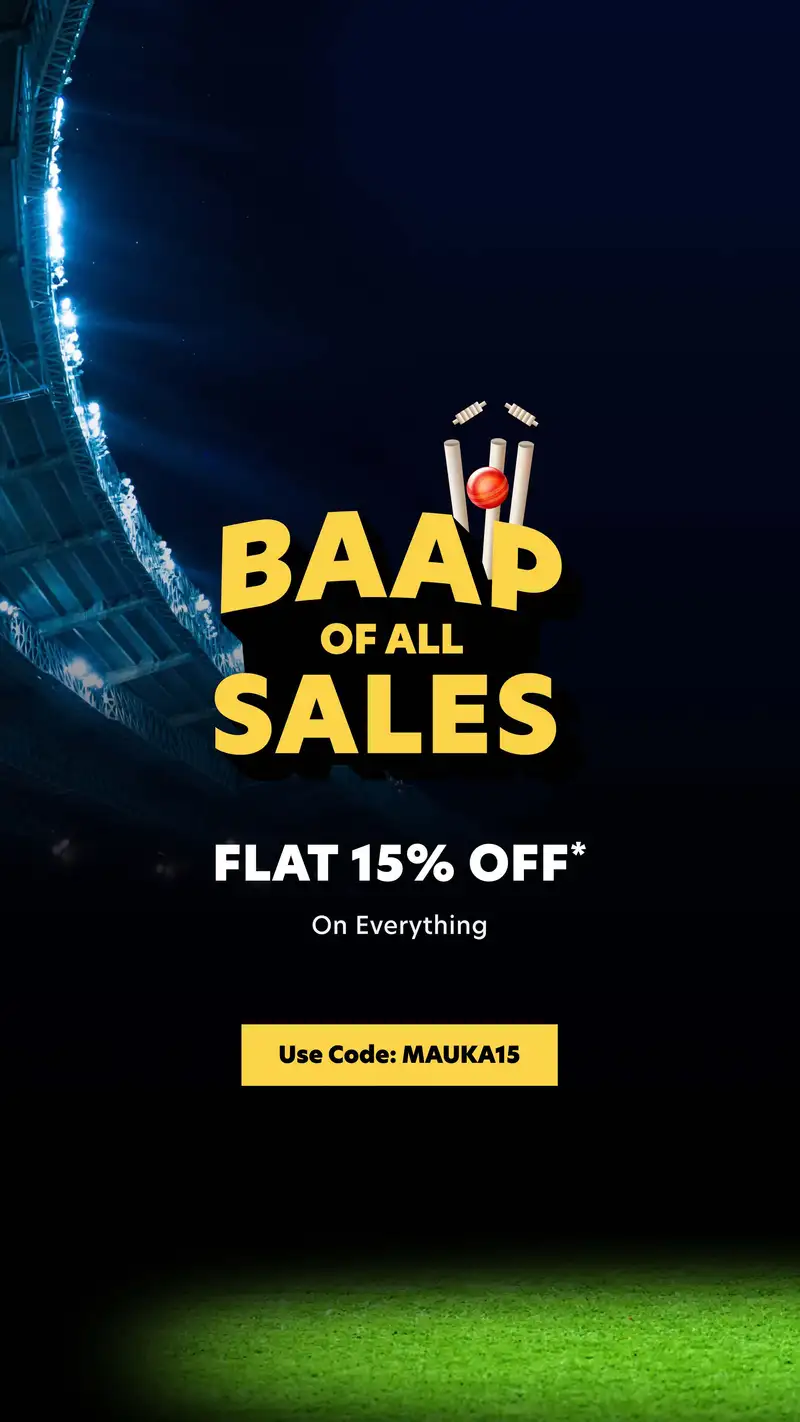 BAAP
OF ALL
SALES
FLAT 15% OFF*
On Everything
Use Code: MAUKA15